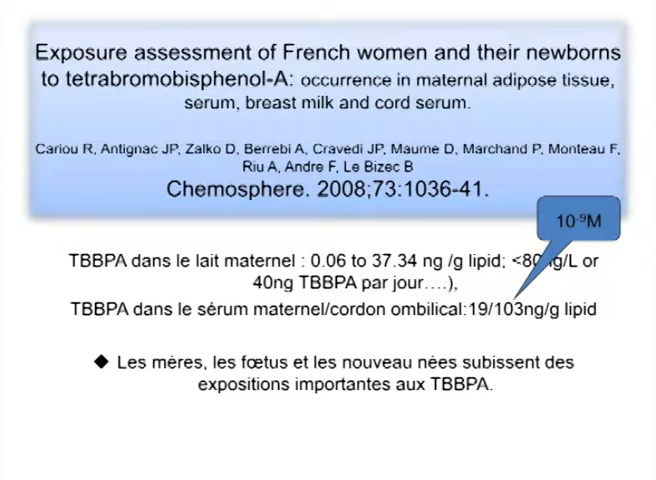 Exposure assessment of French women and their newborns
to tetrabromobisphenol-A: occurrence in maternal adipose tissue,
serum, breast milk and cord serum.
Cariou R, Antignac JP, Zalko D, Berrebi A, Cravedi JP, Maume D, Marchand P, Monteau F,
Riu A, Andre F, Le Bizec B
Chemosphere. 2008;73:1036-41.
10⁻⁹M
TBBPA dans le lait maternel : 0.06 to 37.34 ng /g lipid; <80ng/L or
40ng TBBPA par jour….),
TBBPA dans le sérum maternel/cordon ombilical:19/103ng/g lipid
◆ Les mères, les fœtus et les nouveau nées subissent des
expositions importantes aux TBBPA.